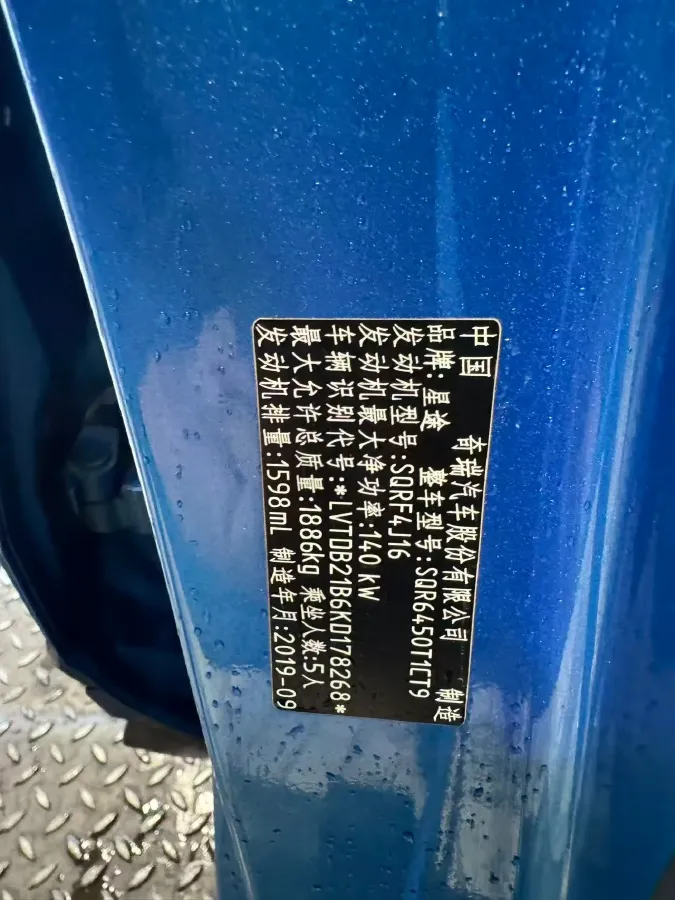 中国 奇瑞汽车股份有限公司 制造
品牌: 星途 整车型号:SQR6450T1CT9
发动机型号:SQRF4J16
发动机最大净功率:140 kW
车辆识别代号:*LVTDB21B6KD178268*
最大允许总质量:1886kg 乘坐人数:5人
发动机排量:1598mL 制造年月:2019-09